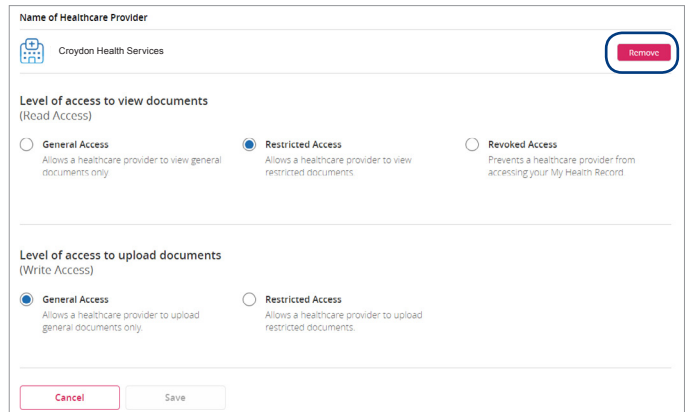 Name of Healthcare Provider
Croydon Health Services
Remove
Level of access to view documents
(Read Access)
General Access
Allows a healthcare provider to view general
documents only.
Restricted Access
Allows a healthcare provider to view
restricted documents.
Revoked Access
Prevents a healthcare provider from
accessing your My Health Record.
Level of access to upload documents
(Write Access)
General Access
Allows a healthcare provider to upload
general documents only.
Restricted Access
Allows a healthcare provider to upload
restricted documents.
Cancel
Save